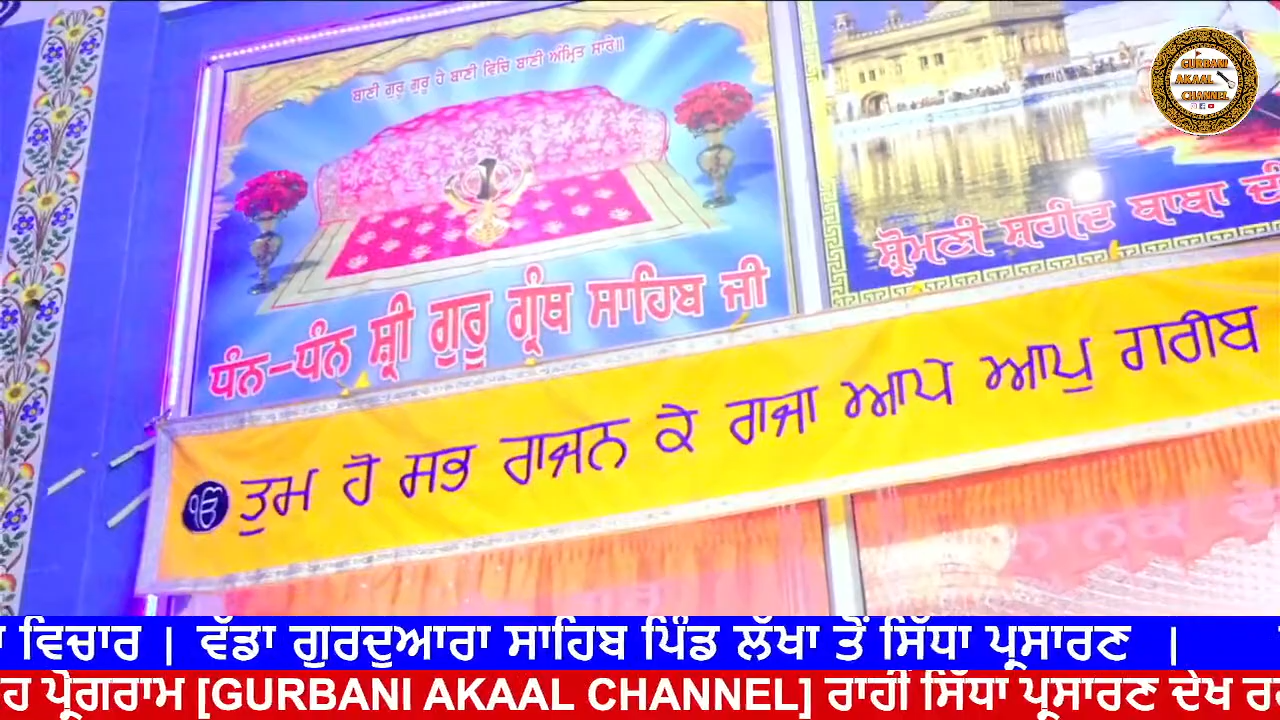 ਬਾਣੀ ਗੁਰੂ ਗੁਰੂ ਹੈ ਬਾਣੀ ਵਿਚਿ ਬਾਣੀ ਅੰਮ੍ਰਿਤ ਸਾਰੇ॥
GURBANI
AKAAL
CHANNEL
ਸ਼੍ਰੋਮਣੀ ਸ਼ਹੀਦ ਬਾਬਾ
ਧੰਨ-ਧੰਨ ਸ਼੍ਰੀ ਗੁਰੂ ਗ੍ਰੰਥ ਸਾਹਿਬ ਜੀ
ੴ ਤੁਮ ਹੋ ਸਭ ਰਾਜਨ ਕੇ ਰਾਜਾ ਆਪੇ ਆਪੁ ਗਰੀਬ
ਵਿਚਾਰ | ਵੱਡਾ ਗੁਰਦੁਆਰਾ ਸਾਹਿਬ ਪਿੰਡ ਲੱਖਾ ਤੋਂ ਸਿੱਧਾ ਪ੍ਰਸਾਰਣ |
ਪ੍ਰੋਗਰਾਮ [GURBANI AKAAL CHANNEL] ਰਾਹੀਂ ਸਿੱਧਾ ਪ੍ਰਸਾਰਣ ਦੇਖ